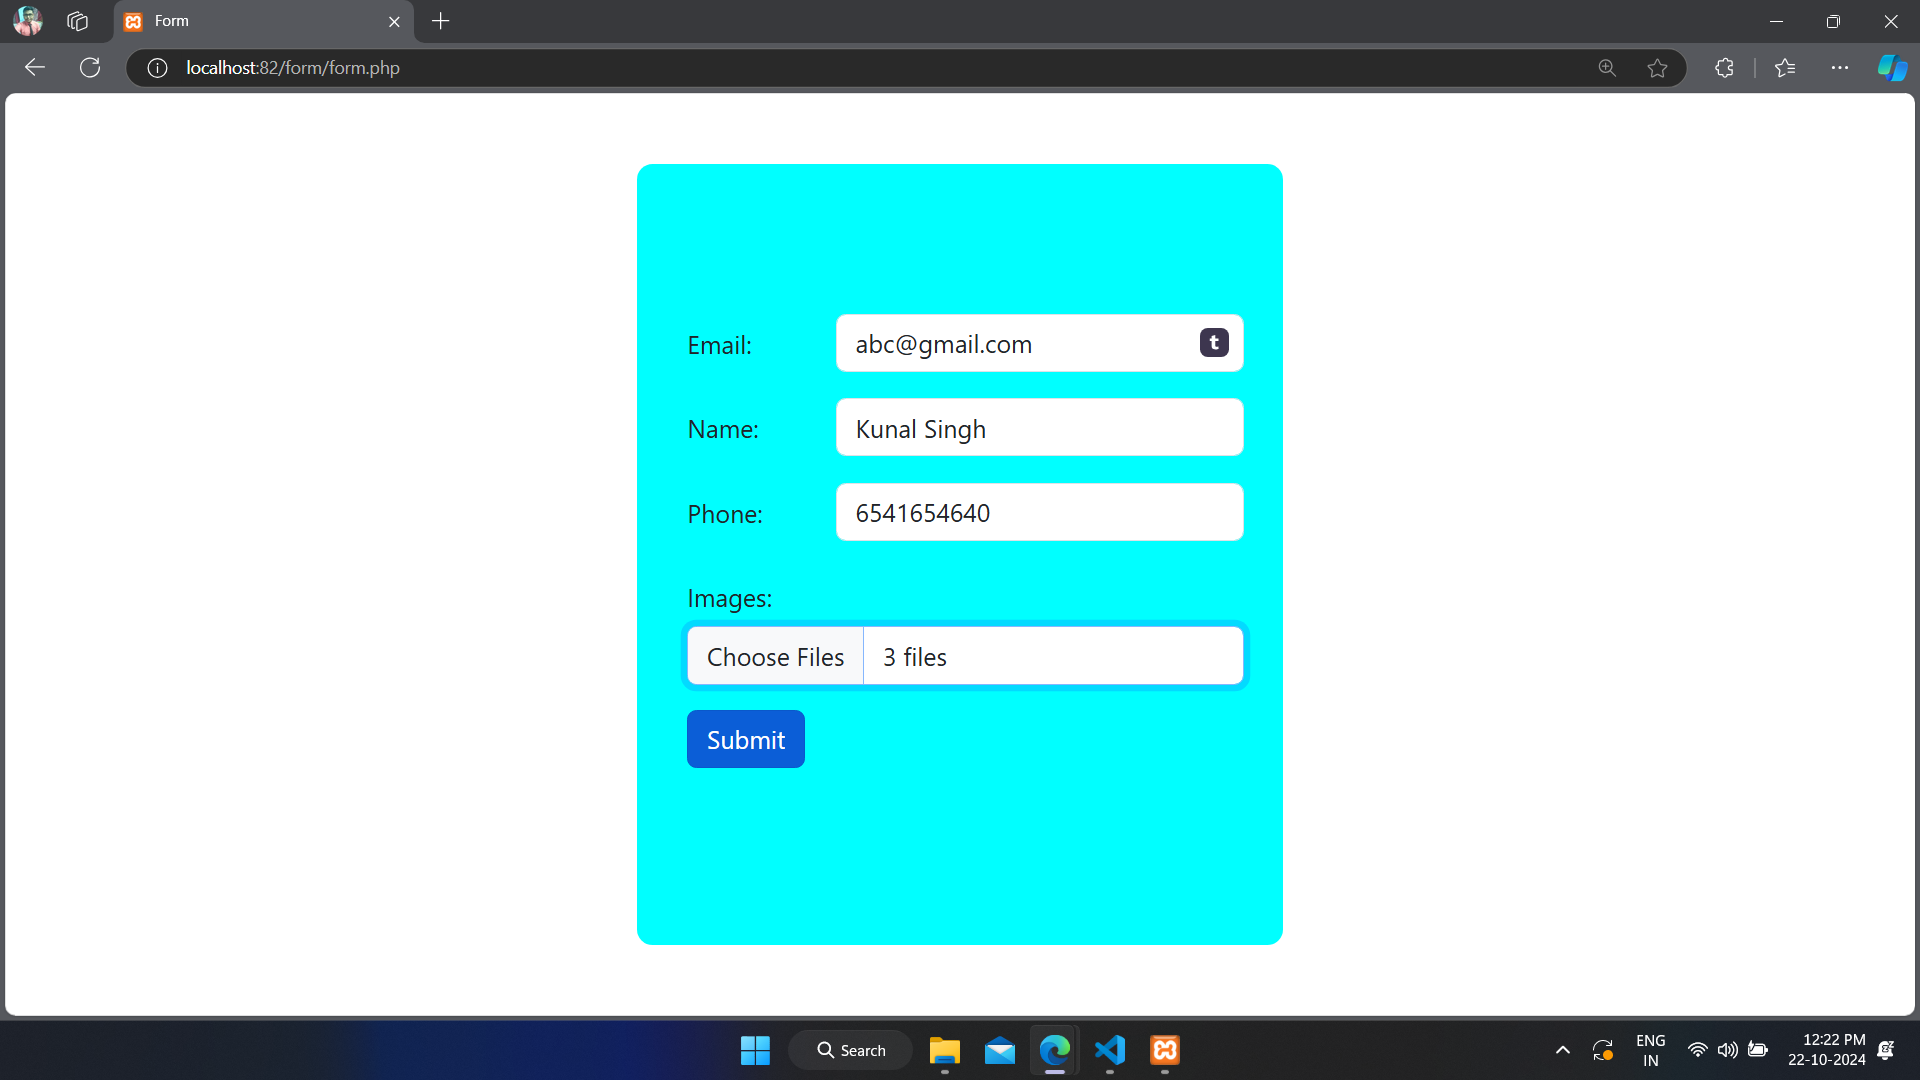 Form
localhost:82/form/form.php
Email:
abc@gmail.com
t
Name:
Kunal Singh
Phone:
6541654640
Images:
Choose Files
3 files
Submit
Search
ENG
IN
12:22 PM
22-10-2024